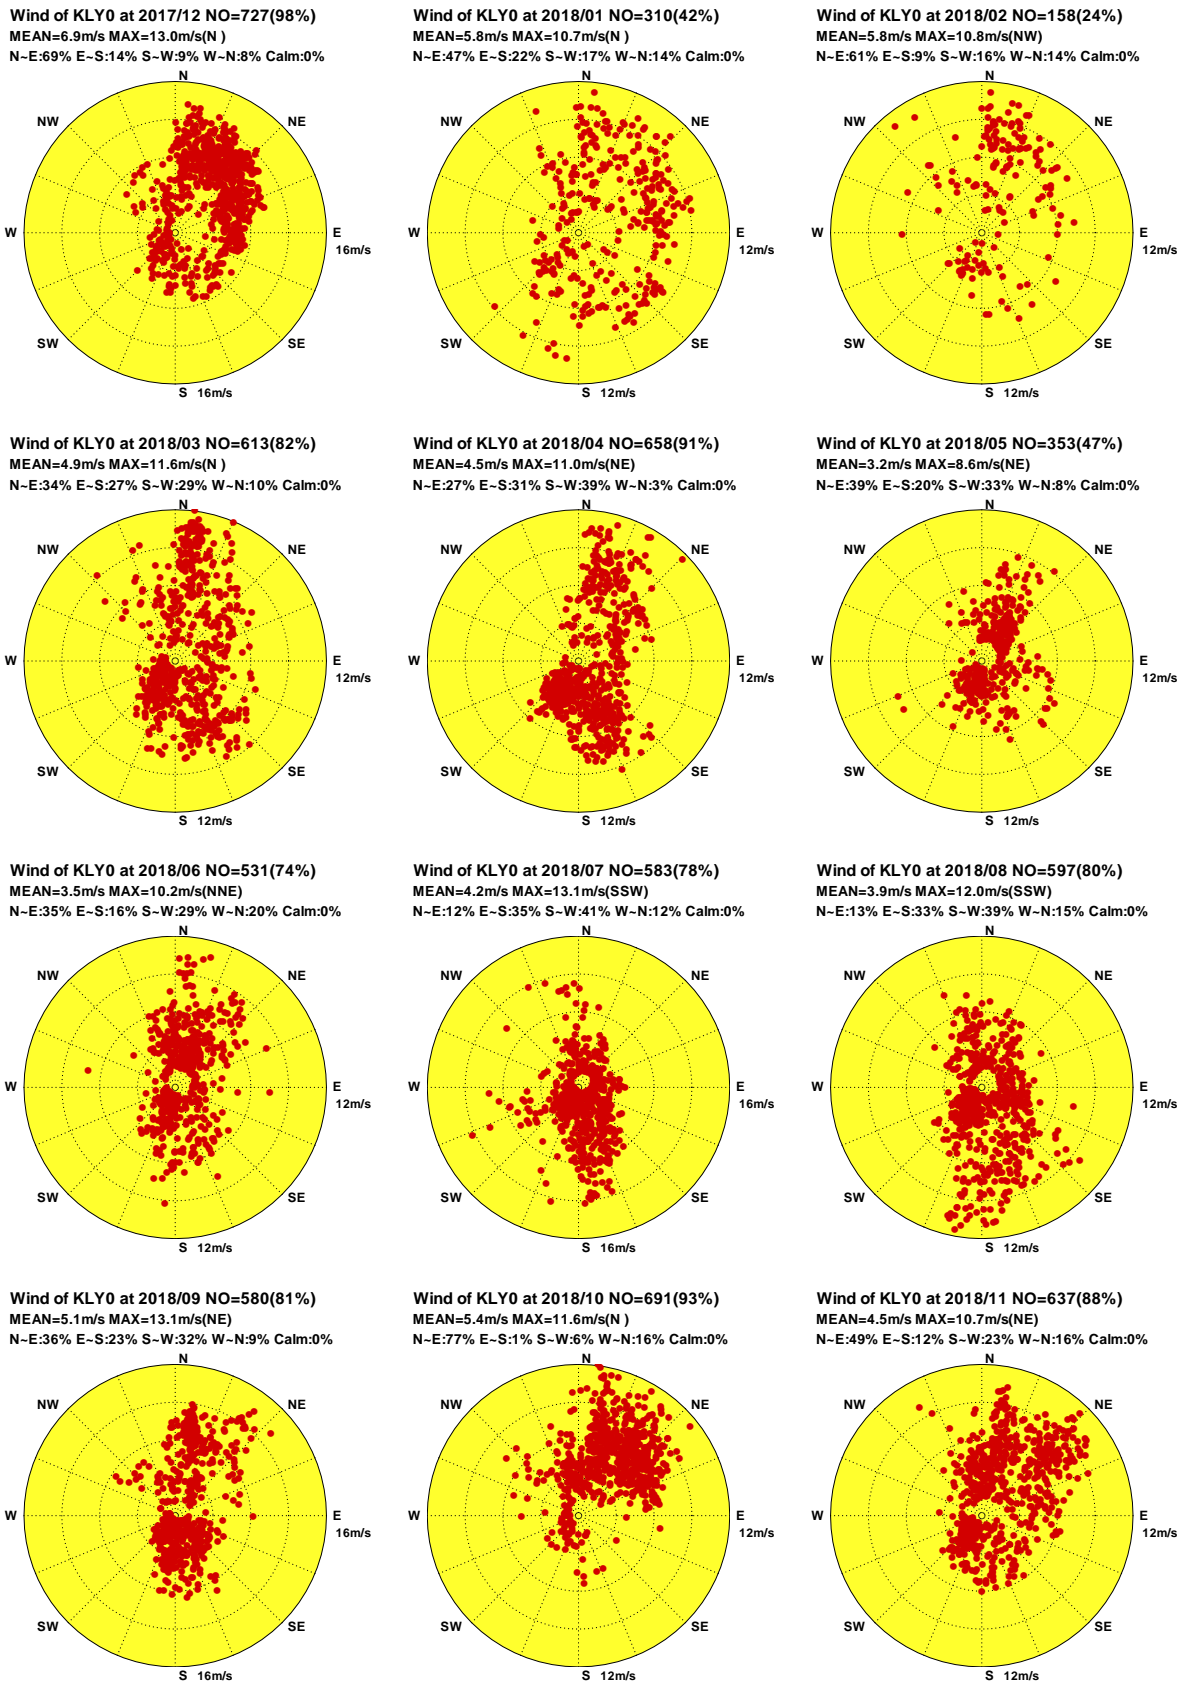 Wind of KLY0 at 2017/12 NO=727(98%)
MEAN=6.9m/s MAX=13.0m/s(N )
N~E:69% E~S:14% S~W:9% W~N:8% Calm:0%
N
NW
NE
W
E
16m/s
SW
SE
S 16m/s
Wind of KLY0 at 2018/01 NO=310(42%)
MEAN=5.8m/s MAX=10.7m/s(N )
N~E:47% E~S:22% S~W:17% W~N:14% Calm:0%
N
NW
NE
W
E
12m/s
SW
SE
S 12m/s
Wind of KLY0 at 2018/02 NO=158(24%)
MEAN=5.8m/s MAX=10.8m/s(NW)
N~E:61% E~S:9% S~W:16% W~N:14% Calm:0%
N
NW
NE
W
E
12m/s
SW
SE
S 12m/s
Wind of KLY0 at 2018/03 NO=613(82%)
MEAN=4.9m/s MAX=11.6m/s(N )
N~E:34% E~S:27% S~W:29% W~N:10% Calm:0%
N
NW
NE
W
E
12m/s
SW
SE
S 12m/s
Wind of KLY0 at 2018/04 NO=658(91%)
MEAN=4.5m/s MAX=11.0m/s(NE)
N~E:27% E~S:31% S~W:39% W~N:3% Calm:0%
N
NW
NE
W
E
12m/s
SW
SE
S 12m/s
Wind of KLY0 at 2018/05 NO=353(47%)
MEAN=3.2m/s MAX=8.6m/s(NE)
N~E:39% E~S:20% S~W:33% W~N:8% Calm:0%
N
NW
NE
W
E
12m/s
SW
SE
S 12m/s
Wind of KLY0 at 2018/06 NO=531(74%)
MEAN=3.5m/s MAX=10.2m/s(NNE)
N~E:35% E~S:16% S~W:29% W~N:20% Calm:0%
N
NW
NE
W
E
12m/s
SW
SE
S 12m/s
Wind of KLY0 at 2018/07 NO=583(78%)
MEAN=4.2m/s MAX=13.1m/s(SSW)
N~E:12% E~S:35% S~W:41% W~N:12% Calm:0%
N
NW
NE
W
E
16m/s
SW
SE
S 16m/s
Wind of KLY0 at 2018/08 NO=597(80%)
MEAN=3.9m/s MAX=12.0m/s(SSW)
N~E:13% E~S:33% S~W:39% W~N:15% Calm:0%
N
NW
NE
W
E
12m/s
SW
SE
S 12m/s
Wind of KLY0 at 2018/09 NO=580(81%)
MEAN=5.1m/s MAX=13.1m/s(NE)
N~E:36% E~S:23% S~W:32% W~N:9% Calm:0%
N
NW
NE
W
E
16m/s
SW
SE
S 16m/s
Wind of KLY0 at 2018/10 NO=691(93%)
MEAN=5.4m/s MAX=11.6m/s(N )
N~E:77% E~S:1% S~W:6% W~N:16% Calm:0%
N
NW
NE
W
E
12m/s
SW
SE
S 12m/s
Wind of KLY0 at 2018/11 NO=637(88%)
MEAN=4.5m/s MAX=10.7m/s(NE)
N~E:49% E~S:12% S~W:23% W~N:16% Calm:0%
N
NW
NE
W
E
12m/s
SW
SE
S 12m/s